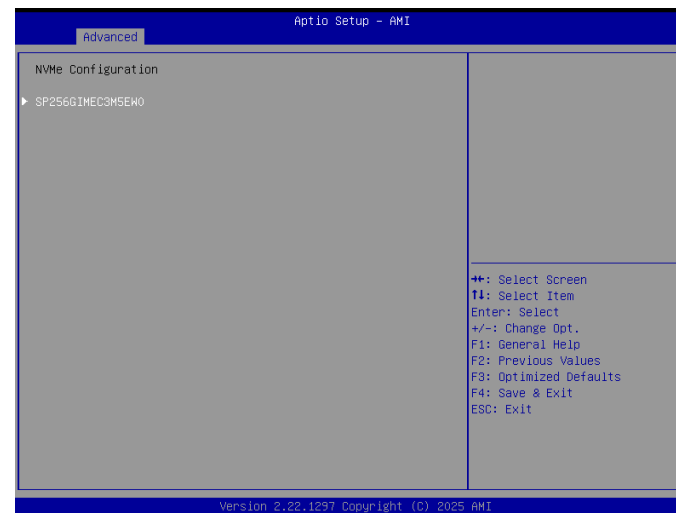 Aptio Setup – AMI
Advanced
NVMe Configuration
▶ SP256GIMEC3M5EW0
→←: Select Screen
↑↓: Select Item
Enter: Select
+/-: Change Opt.
F1: General Help
F2: Previous Values
F3: Optimized Defaults
F4: Save & Exit
ESC: Exit
Version 2.22.1297 Copyright (C) 2025 AMI